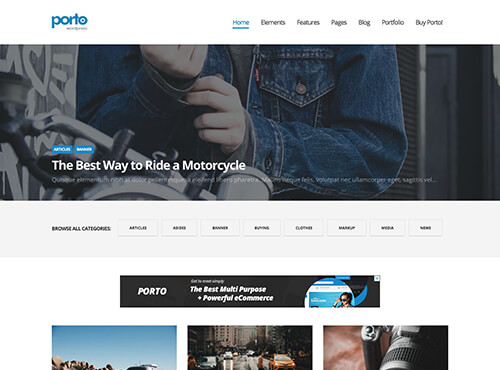 porto
wordpress
Home Elements Features Pages Blog Portfolio Buy Porto!
ARTICLES BANNER
The Best Way to Ride a Motorcycle
Quisque elementum nibh at dolor pellentesque, a eleifend libero pharetra. Mauris neque felis, volutpat nec ullamcorper eget, sagittis vel...
BROWSE ALL CATEGORIES: ARTICLES ASIDES BANNER BUYING CLOTHES MARKUP MEDIA NEWS
PORTO
Get to create simply
The Best Multi Purpose
+ Powerful eCommerce